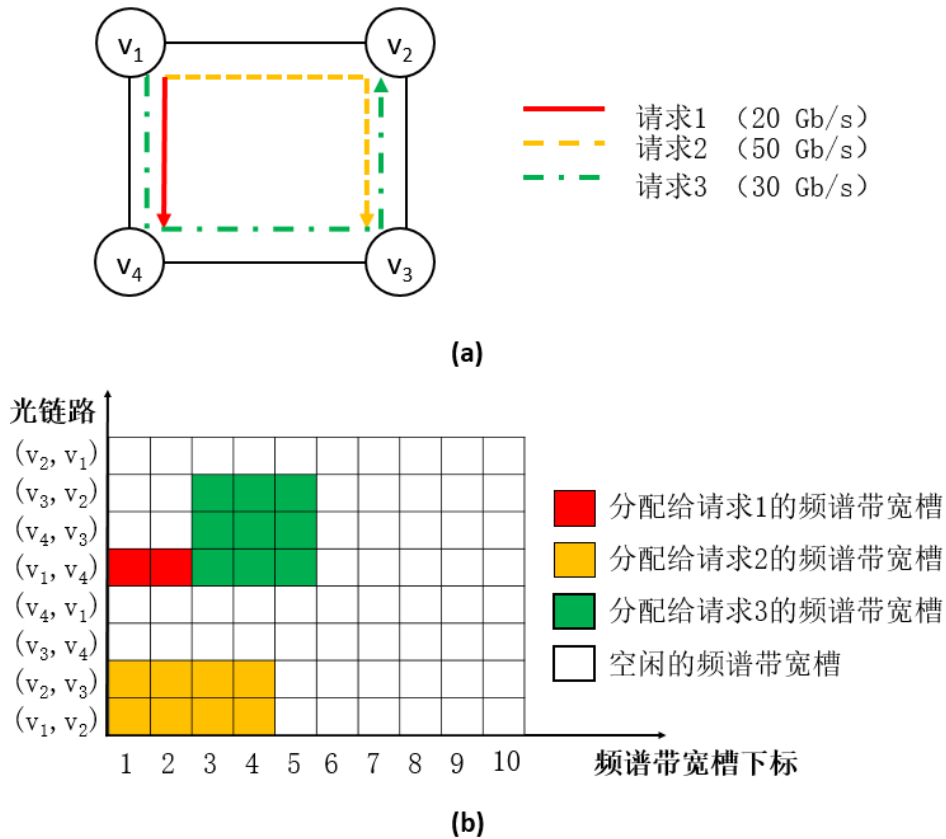 v1 v2
v4 v3
请求1 （20 Gb/s）
请求2 （50 Gb/s）
请求3 （30 Gb/s）
(a)
光链路
(v2, v1)
(v3, v2)
(v4, v3)
(v1, v4)
(v4, v1)
(v3, v4)
(v2, v3)
(v1, v2)
1 2 3 4 5 6 7 8 9 10
频谱带宽槽下标
分配给请求1的频谱带宽槽
分配给请求2的频谱带宽槽
分配给请求3的频谱带宽槽
空闲的频谱带宽槽
(b)